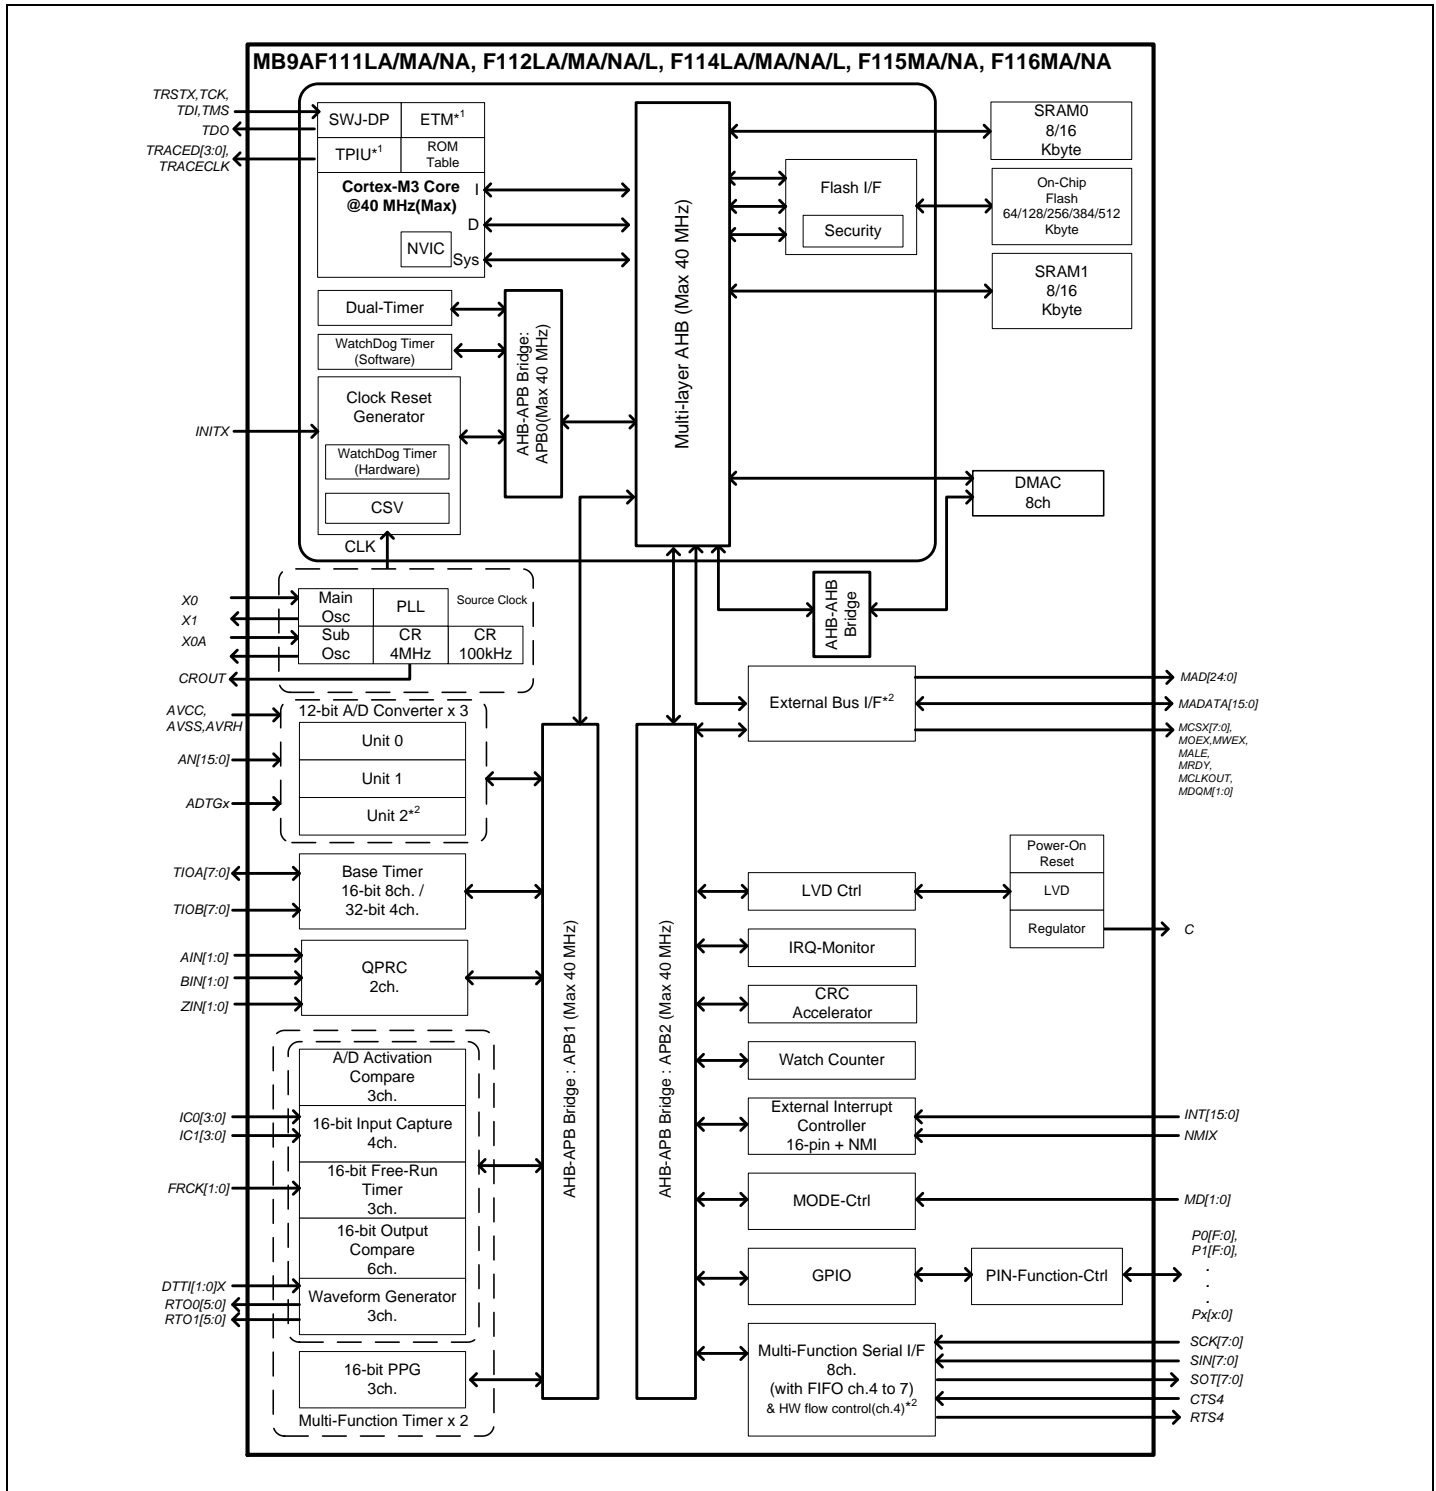 MB9AF111LA/MA/NA, F112LA/MA/NA/L, F114LA/MA/NA/L, F115MA/NA, F116MA/NA
TRSTX,TCK,
TDI,TMS
TDO
TRACED[3:0],
TRACECLK
SWJ-DP
ETM*1
TPIU*1
ROM
Table
Cortex-M3 Core
@40 MHz(Max)
I
D
Sys
NVIC
Dual-Timer
WatchDog Timer
(Software)
Clock Reset
Generator
WatchDog Timer
(Hardware)
CSV
CLK
INITX
AHB-APB Bridge:
APB0(Max 40 MHz)
Multi-layer AHB (Max 40 MHz)
Flash I/F
Security
SRAM0
8/16
Kbyte
On-Chip
Flash
64/128/256/384/512
Kbyte
SRAM1
8/16
Kbyte
DMAC
8ch
AHB-AHB
Bridge
X0
X1
X0A
CROUT
Main
Osc
PLL
Source Clock
Sub
Osc
CR
4MHz
CR
100kHz
AVCC,
AVSS,AVRH
AN[15:0]
ADTGx
12-bit A/D Converter x 3
Unit 0
Unit 1
Unit 2*2
TIOA[7:0]
TIOB[7:0]
Base Timer
16-bit 8ch. /
32-bit 4ch.
AIN[1:0]
BIN[1:0]
ZIN[1:0]
QPRC
2ch.
A/D Activation
Compare
3ch.
IC0[3:0]
IC1[3:0]
16-bit Input Capture
4ch.
FRCK[1:0]
16-bit Free-Run
Timer
3ch.
16-bit Output
Compare
6ch.
DTTI[1:0]X
RTO0[5:0]
RTO1[5:0]
Waveform Generator
3ch.
16-bit PPG
3ch.
Multi-Function Timer x 2
AHB-APB Bridge : APB1 (Max 40 MHz)
AHB-APB Bridge : APB2 (Max 40 MHz)
External Bus I/F*2
MAD[24:0]
MADATA[15:0]
MCSX[7:0],
MOEX,MWEX,
MALE,
MRDY,
MCLKOUT,
MDQM[1:0]
Power-On
Reset
LVD Ctrl
LVD
Regulator
C
IRQ-Monitor
CRC
Accelerator
Watch Counter
External Interrupt
Controller
16-pin + NMI
INT[15:0]
NMIX
MODE-Ctrl
MD[1:0]
GPIO
PIN-Function-Ctrl
P0[F:0],
P1[F:0],
.
.
.
Px[x:0]
Multi-Function Serial I/F
8ch.
(with FIFO ch.4 to 7)
& HW flow control(ch.4)*2
SCK[7:0]
SIN[7:0]
SOT[7:0]
CTS4
RTS4